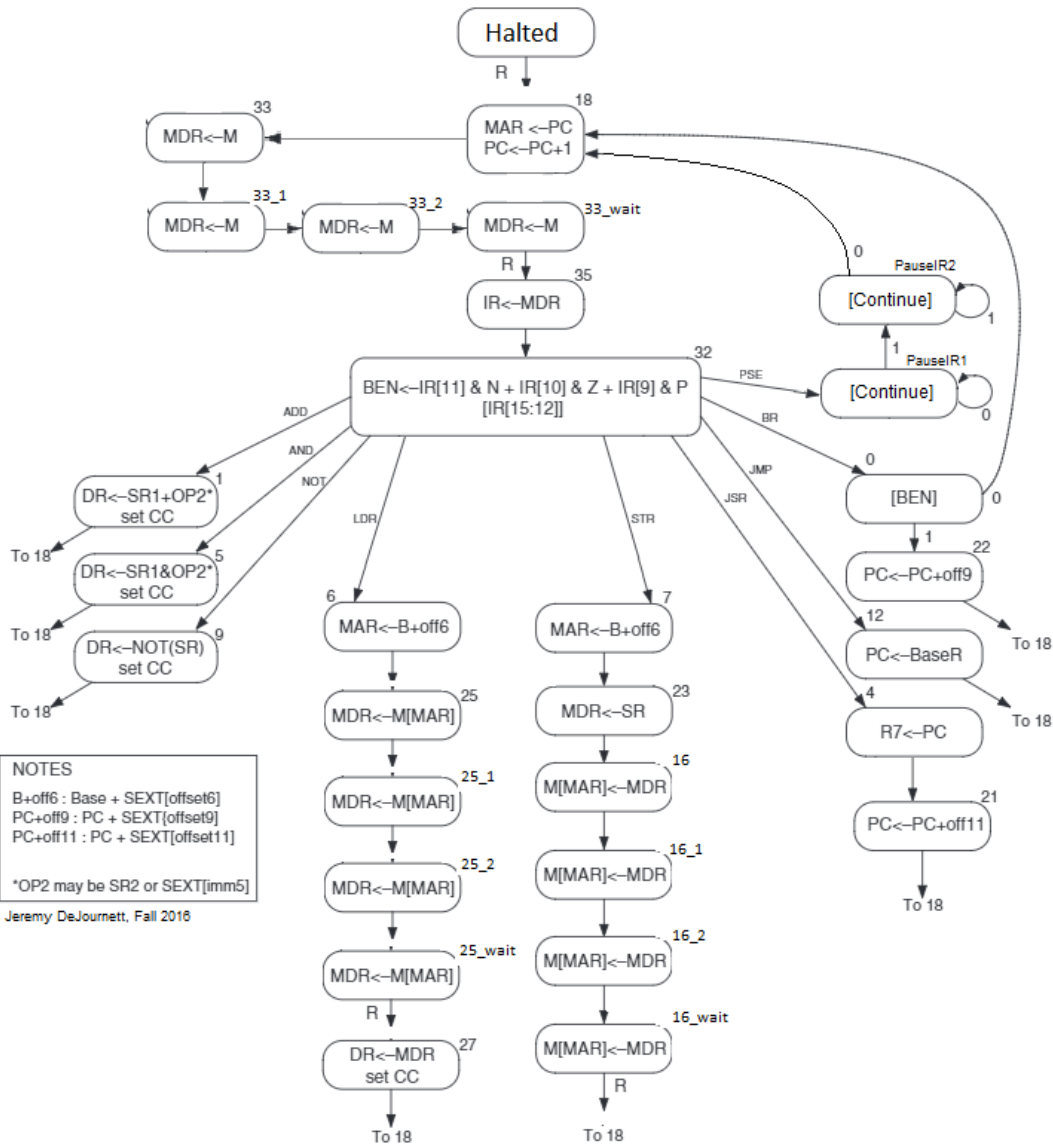 Halted
R
18
MAR <–PC
PC<–PC+1
33
MDR<–M
33_1
MDR<–M
33_2
MDR<–M
33_wait
MDR<–M
R
35
IR<–MDR
0
PauseIR2
[Continue]
1
1
PauseIR1
[Continue]
0
32
BEN<–IR[11] & N + IR[10] & Z + IR[9] & P
[IR[15:12]]
PSE
BR
JMP
JSR
ADD
AND
NOT
LDR
STR
1
DR<–SR1+OP2*
set CC
To 18
5
DR<–SR1&OP2*
set CC
To 18
9
DR<–NOT(SR)
set CC
To 18
0
[BEN]
0
1
22
PC<–PC+off9
To 18
12
PC<–BaseR
To 18
4
R7<–PC
21
PC<–PC+off11
To 18
6
MAR<–B+off6
25
MDR<–M[MAR]
25_1
MDR<–M[MAR]
25_2
MDR<–M[MAR]
25_wait
MDR<–M[MAR]
R
27
DR<–MDR
set CC
To 18
7
MAR<–B+off6
23
MDR<–SR
16
M[MAR]<–MDR
16_1
M[MAR]<–MDR
16_2
M[MAR]<–MDR
16_wait
M[MAR]<–MDR
R
To 18
NOTES
B+off6 : Base + SEXT[offset6]
PC+off9 : PC + SEXT{offset9]
PC+off11 : PC + SEXT[offset11]
*OP2 may be SR2 or SEXT[imm5]
Jeremy DeJournett, Fall 2016